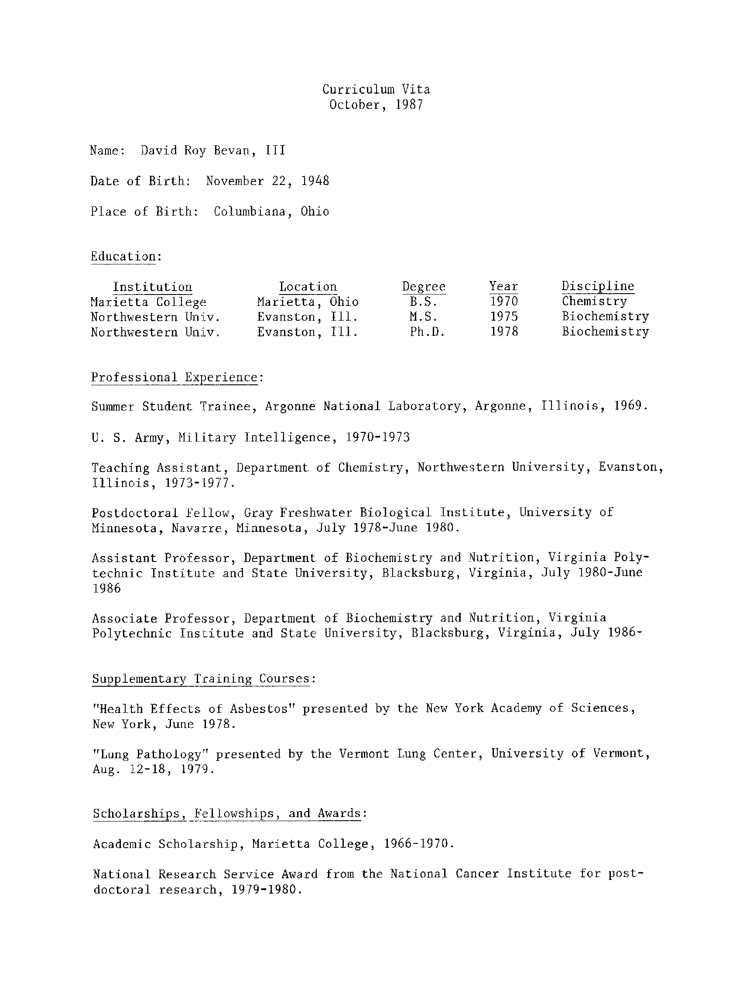 Curriculum Vita
October, 1987
Name: David Roy Bevan, III
Date of Birth: November 22, 1948
Place of Birth: Columbiana, Ohio
Education:
Institution Location Degree Year Discipline
Marietta College Marietta, Ohio B.S. 1970 Chemistry
Northwestern Univ. Evanston, Ill. M.S. 1975 Biochemistry
Northwestern Univ. Evanston, Ill. Ph.D. 1978 Biochemistry
Professional Experience:
Summer Student Trainee, Argonne National Laboratory, Argonne, Illinois, 1969.
U. S. Army, Military Intelligence, 1970-1973
Teaching Assistant, Department of Chemistry, Northwestern University, Evanston,
Illinois, 1973-1977.
Postdoctoral Fellow, Gray Freshwater Biological Institute, University of
Minnesota, Navarre, Minnesota, July 1978-June 1980.
Assistant Professor, Department of Biochemistry and Nutrition, Virginia Poly-
technic Institute and State University, Blacksburg, Virginia, July 1980-June
1986
Associate Professor, Department of Biochemistry and Nutrition, Virginia
Polytechnic Institute and State University, Blacksburg, Virginia, July 1986-
Supplementary Training Courses:
"Health Effects of Asbestos" presented by the New York Academy of Sciences,
New York, June 1978.
"Lung Pathology" presented by the Vermont Lung Center, University of Vermont,
Aug. 12-18, 1979.
Scholarships, Fellowships, and Awards:
Academic Scholarship, Marietta College, 1966-1970.
National Research Service Award from the National Cancer Institute for post-
doctoral research, 1979-1980.